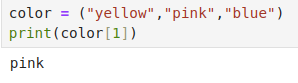 color = ("yellow","pink","blue")
print(color[1])
pink